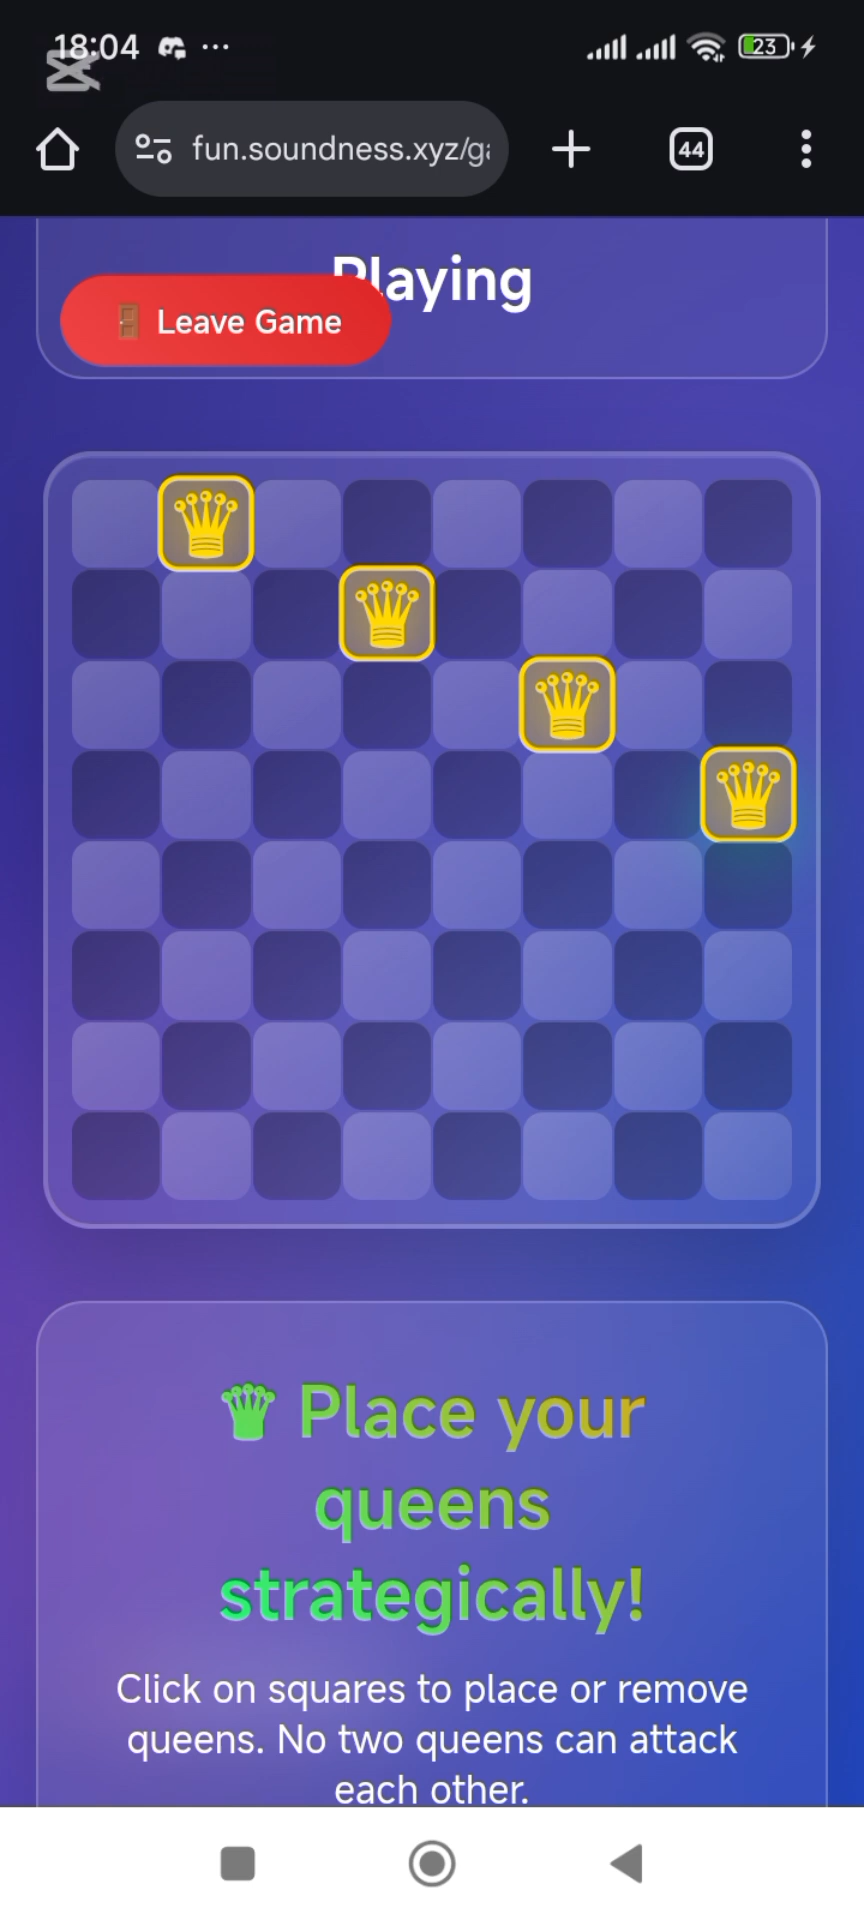 18:04
23
fun.soundness.xyz/ga
44
Playing
Leave Game
Place your
queens
strategically!
Click on squares to place or remove
queens. No two queens can attack
each other.